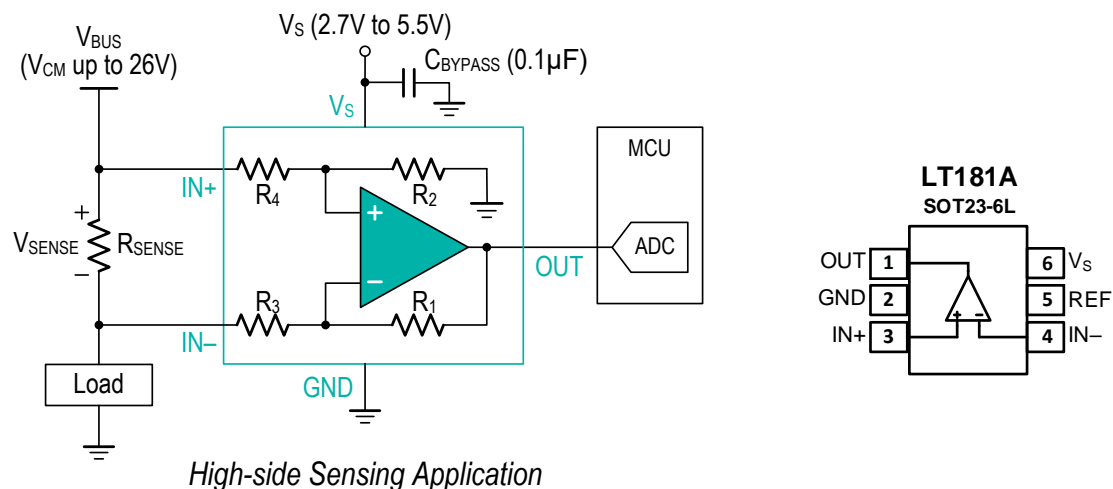 VBUS
(VCM up to 26V)
VS (2.7V to 5.5V)
CBYPASS (0.1µF)
VS
MCU
IN+
R4
R2
+
+
VSENSE
RSENSE
–
–
OUT
ADC
R3
R1
IN–
Load
GND
High-side Sensing Application
LT181A
SOT23-6L
OUT 1
6 VS
GND 2
5 REF
IN+ 3
+ -
4 IN–